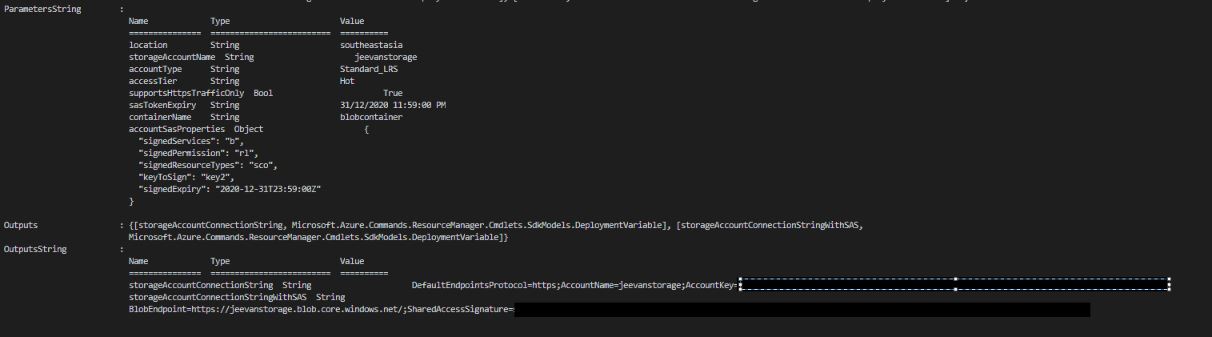 ParametersString :
Name Type Value
=============== ========================= ==========
location String southeastasia
storageAccountName String jeevanstorage
accountType String Standard_LRS
accessTier String Hot
supportsHttpsTrafficOnly Bool True
sasTokenExpiry String 31/12/2020 11:59:00 PM
containerName String blobcontainer
accountSasProperties Object {
"signedServices": "b",
"signedPermission": "rl",
"signedResourceTypes": "sco",
"keyToSign": "key2",
"signedExpiry": "2020-12-31T23:59:00Z"
}
Outputs : {[storageAccountConnectionString, Microsoft.Azure.Commands.ResourceManager.Cmdlets.SdkModels.DeploymentVariable], [storageAccountConnectionStringWithSAS,
Microsoft.Azure.Commands.ResourceManager.Cmdlets.SdkModels.DeploymentVariable]}
OutputsString :
Name Type Value
=============== ========================= ==========
storageAccountConnectionString String DefaultEndpointsProtocol=https;AccountName=jeevanstorage;AccountKey=
storageAccountConnectionStringWithSAS String
BlobEndpoint=https://jeevanstorage.blob.core.windows.net/;SharedAccessSignature=